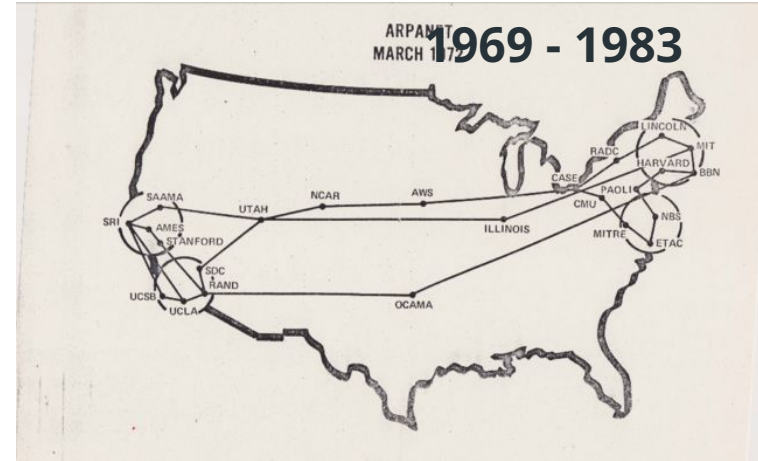 ARPANET
MARCH 1972
1969 - 1983
LINCOLN
RADC
MIT
HARVARD
BBN
CASE
PAOLI
SAAMA
NCAR
AWS
UTAH
CMU
SRI
AMES
STANFORD
ILLINOIS
NBS
MITRE
ETAC
SDC
RAND
UCSB
UCLA
OCAMA